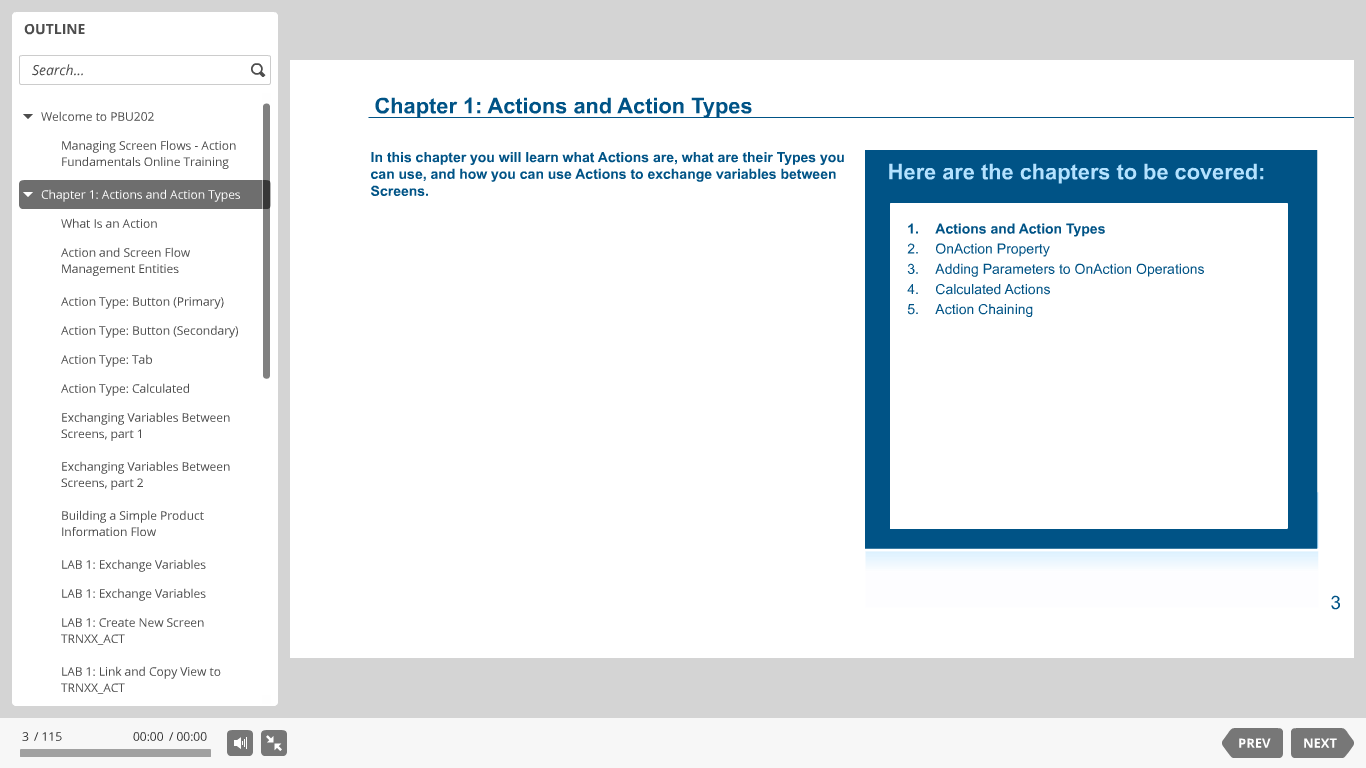 OUTLINE
Search...
Welcome to PBU202
Managing Screen Flows - Action
Fundamentals Online Training
Chapter 1: Actions and Action Types
What Is an Action
Action and Screen Flow
Management Entities
Action Type: Button (Primary)
Action Type: Button (Secondary)
Action Type: Tab
Action Type: Calculated
Exchanging Variables Between
Screens, part 1
Exchanging Variables Between
Screens, part 2
Building a Simple Product
Information Flow
LAB 1: Exchange Variables
LAB 1: Exchange Variables
LAB 1: Create New Screen
TRNXX_ACT
LAB 1: Link and Copy View to
TRNXX_ACT
Chapter 1: Actions and Action Types
In this chapter you will learn what Actions are, what are their Types you
can use, and how you can use Actions to exchange variables between
Screens.
Here are the chapters to be covered:
1. Actions and Action Types
2. OnAction Property
3. Adding Parameters to OnAction Operations
4. Calculated Actions
5. Action Chaining
3
3 / 115
00:00 / 00:00
PREV
NEXT